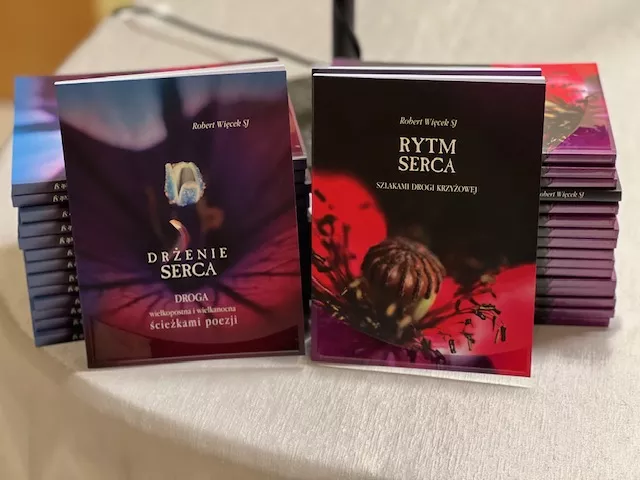 Robert Więcek SJ
DRŻENIE
SERCA
DROGA
wielkopostna i wielkanocna
ścieżkami poezji
Robert Więcek SJ
RYTM
SERCA
SZLAKAMI DROGI KRZYŻOWEJ
Robert Więcek SJ